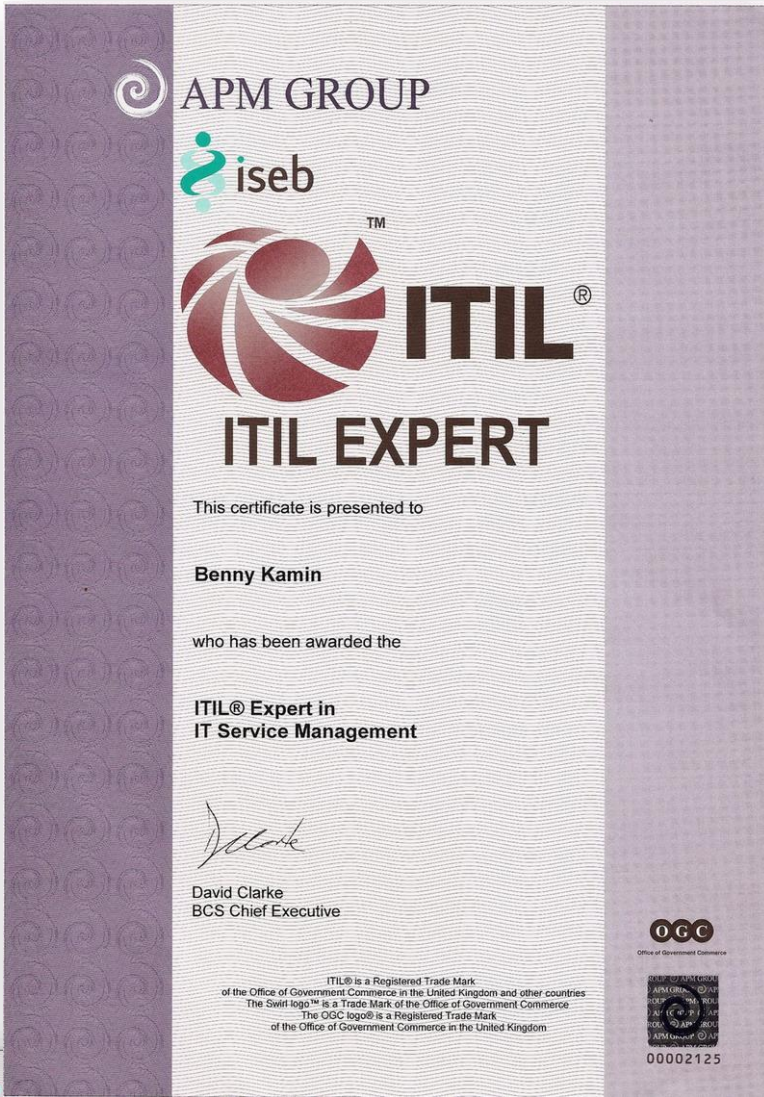 APM GROUP
iseb
TM
ITIL®
ITIL EXPERT
This certificate is presented to
Benny Kamin
who has been awarded the
ITIL® Expert in
IT Service Management
DClarke
David Clarke
BCS Chief Executive
OGC
Office of Government Commerce
ITIL® is a Registered Trade Mark
of the Office of Government Commerce in the United Kingdom and other countries
The Swirl logo™ is a Trade Mark of the Office of Government Commerce
The OGC logo® is a Registered Trade Mark
of the Office of Government Commerce in the United Kingdom
APM GROUP
00002125